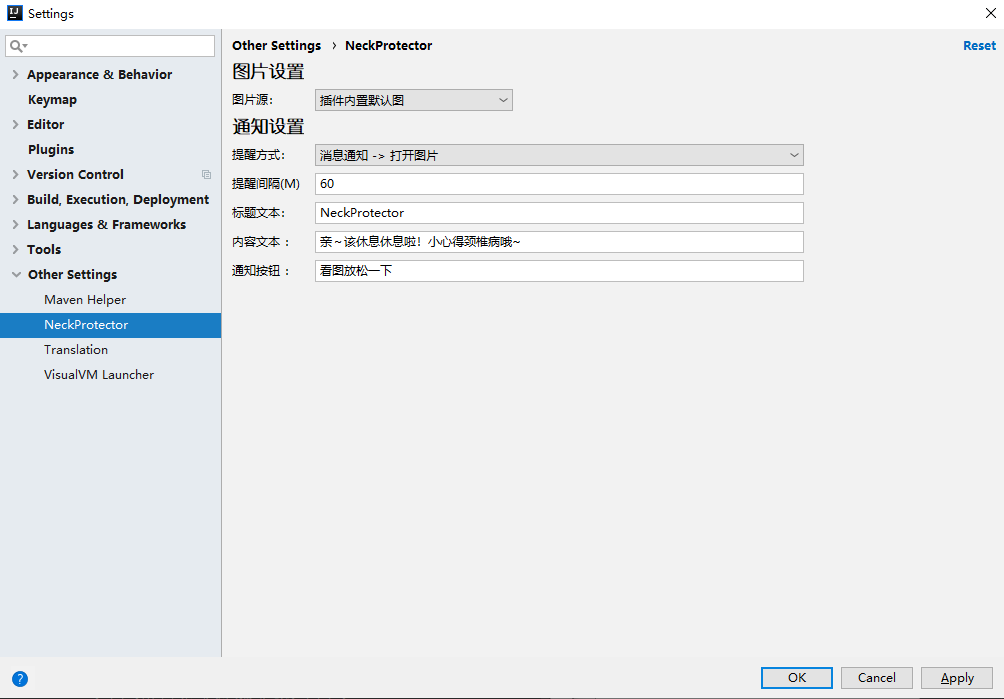 Settings
Appearance & Behavior
Keymap
Editor
Plugins
Version Control
Build, Execution, Deployment
Languages & Frameworks
Tools
Other Settings
Maven Helper
NeckProtector
Translation
VisualVM Launcher
Other Settings › NeckProtector
Reset
图片设置
图片源： 插件内置默认图
通知设置
提醒方式： 消息通知 -> 打开图片
提醒间隔(M) 60
标题文本： NeckProtector
内容文本 ： 亲～该休息休息啦！小心得颈椎病哦~
通知按钮 ： 看图放松一下
?
OK Cancel Apply